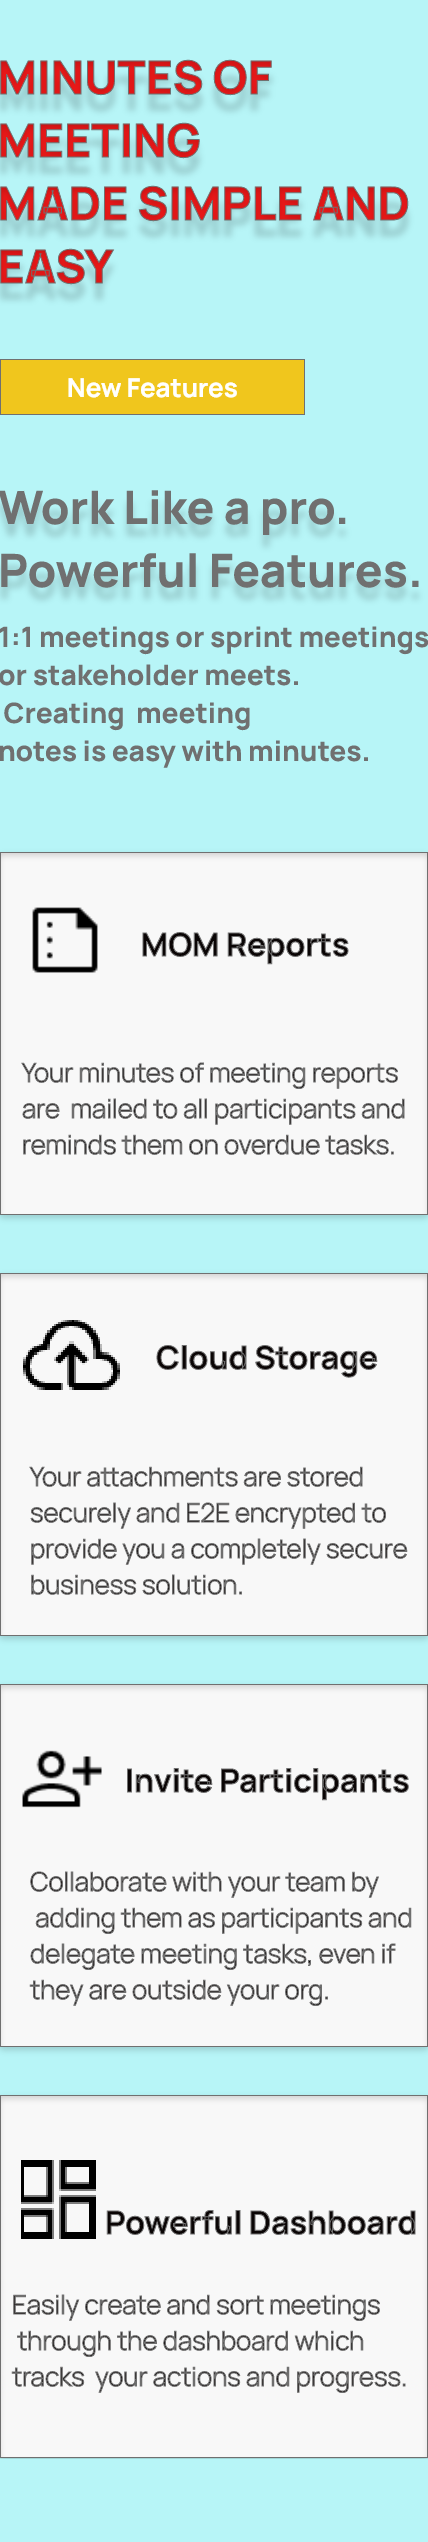 MINUTES OF
MEETING
MADE SIMPLE AND
EASY
New Features
Work Like a pro.
Powerful Features.
1:1 meetings or sprint meetings
or stakeholder meets.
Creating meeting
notes is easy with minutes.
MOM Reports
Your minutes of meeting reports
are mailed to all participants and
reminds them on overdue tasks.
Cloud Storage
Your attachments are stored
securely and E2E encrypted to
provide you a completely secure
business solution.
Invite Participants
Collaborate with your team by
adding them as participants and
delegate meeting tasks, even if
they are outside your org.
Powerful Dashboard
Easily create and sort meetings
through the dashboard which
tracks your actions and progress.